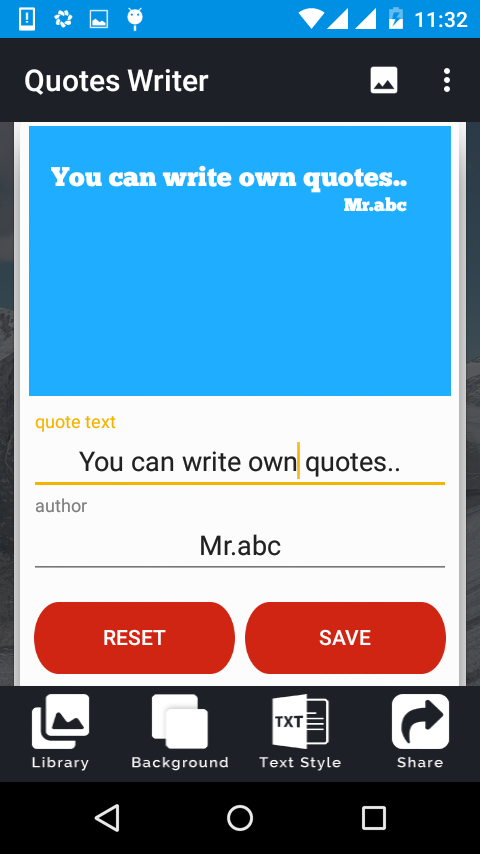 11:32
Quotes Writer
You can write own quotes..
Mr.abc
quote text
You can write own quotes..
author
Mr.abc
RESET SAVE
TXT
Library Background Text Style Share